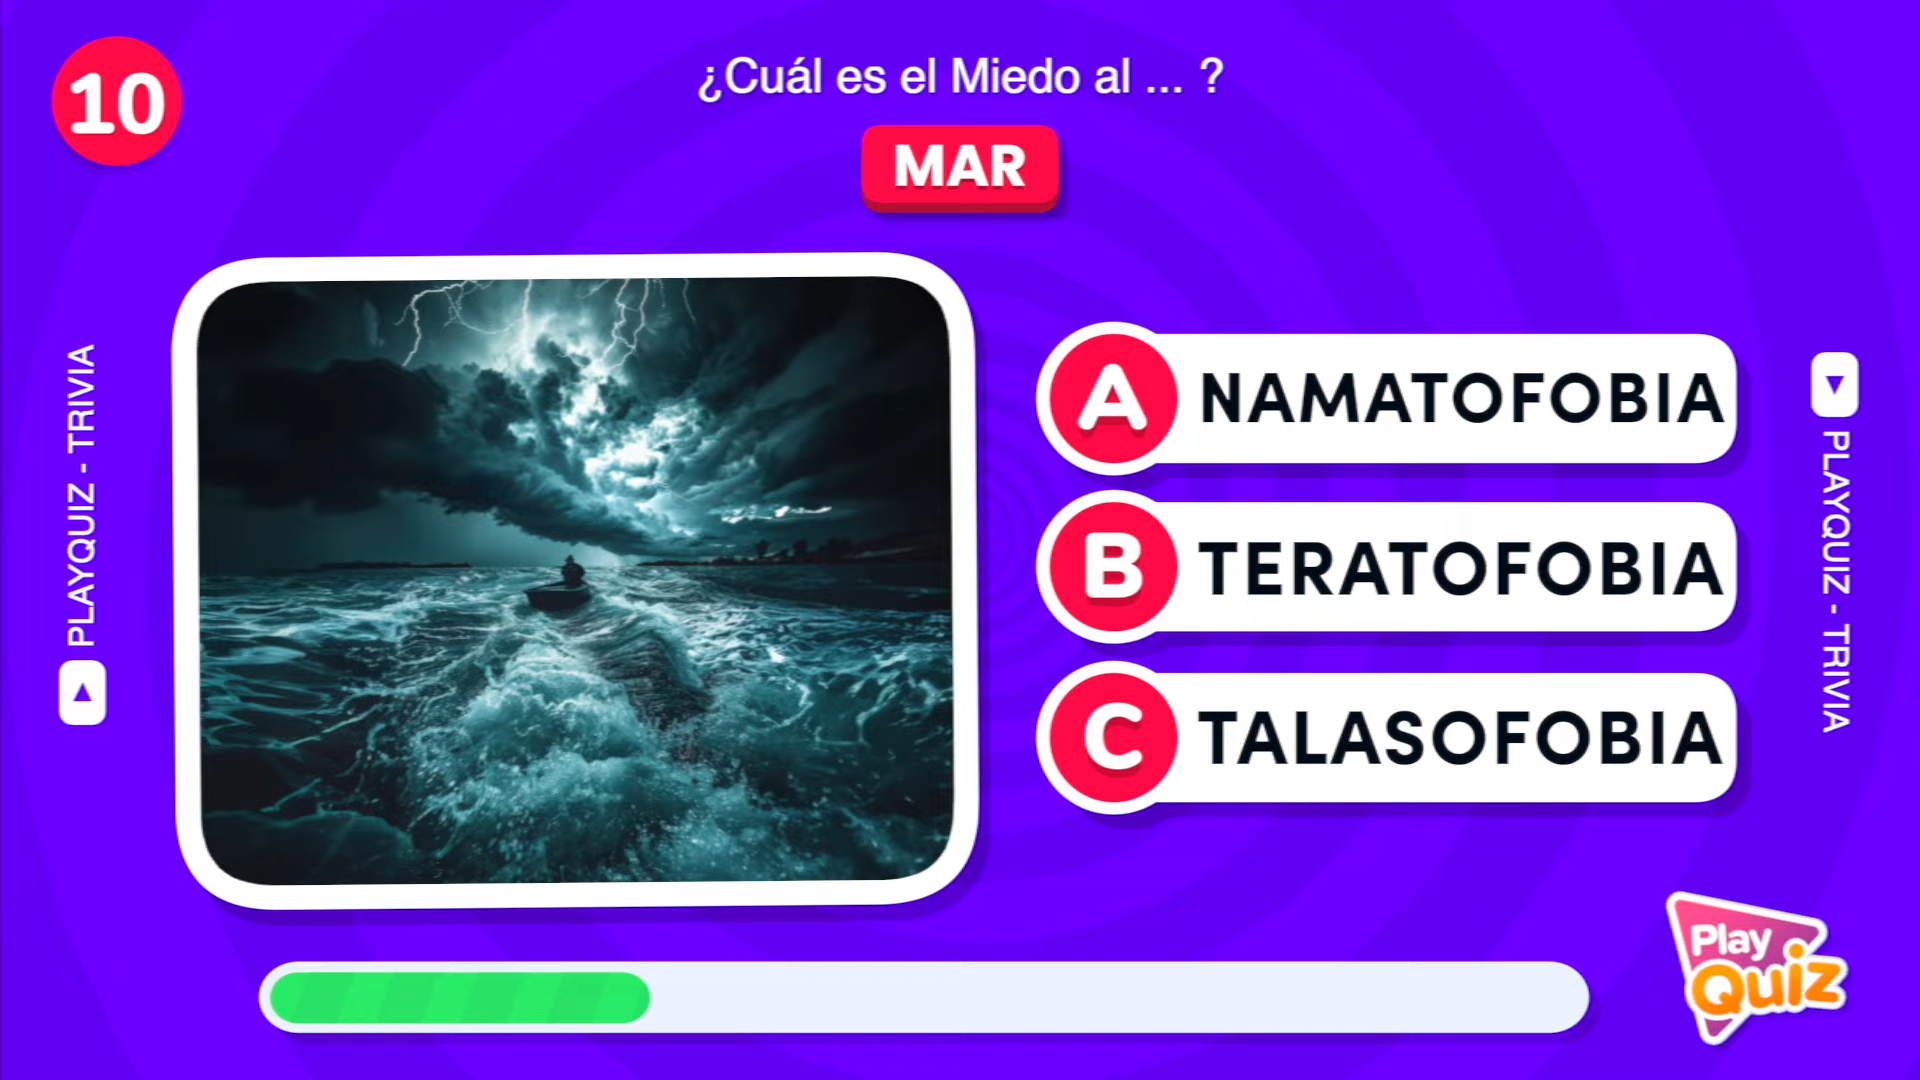 10
¿Cuál es el Miedo al ... ?
MAR
A NAMATOFOBIA
B TERATOFOBIA
C TALASOFOBIA
PLAYQUIZ - TRIVIA
PLAYQUIZ - TRIVIA
Play
Quiz